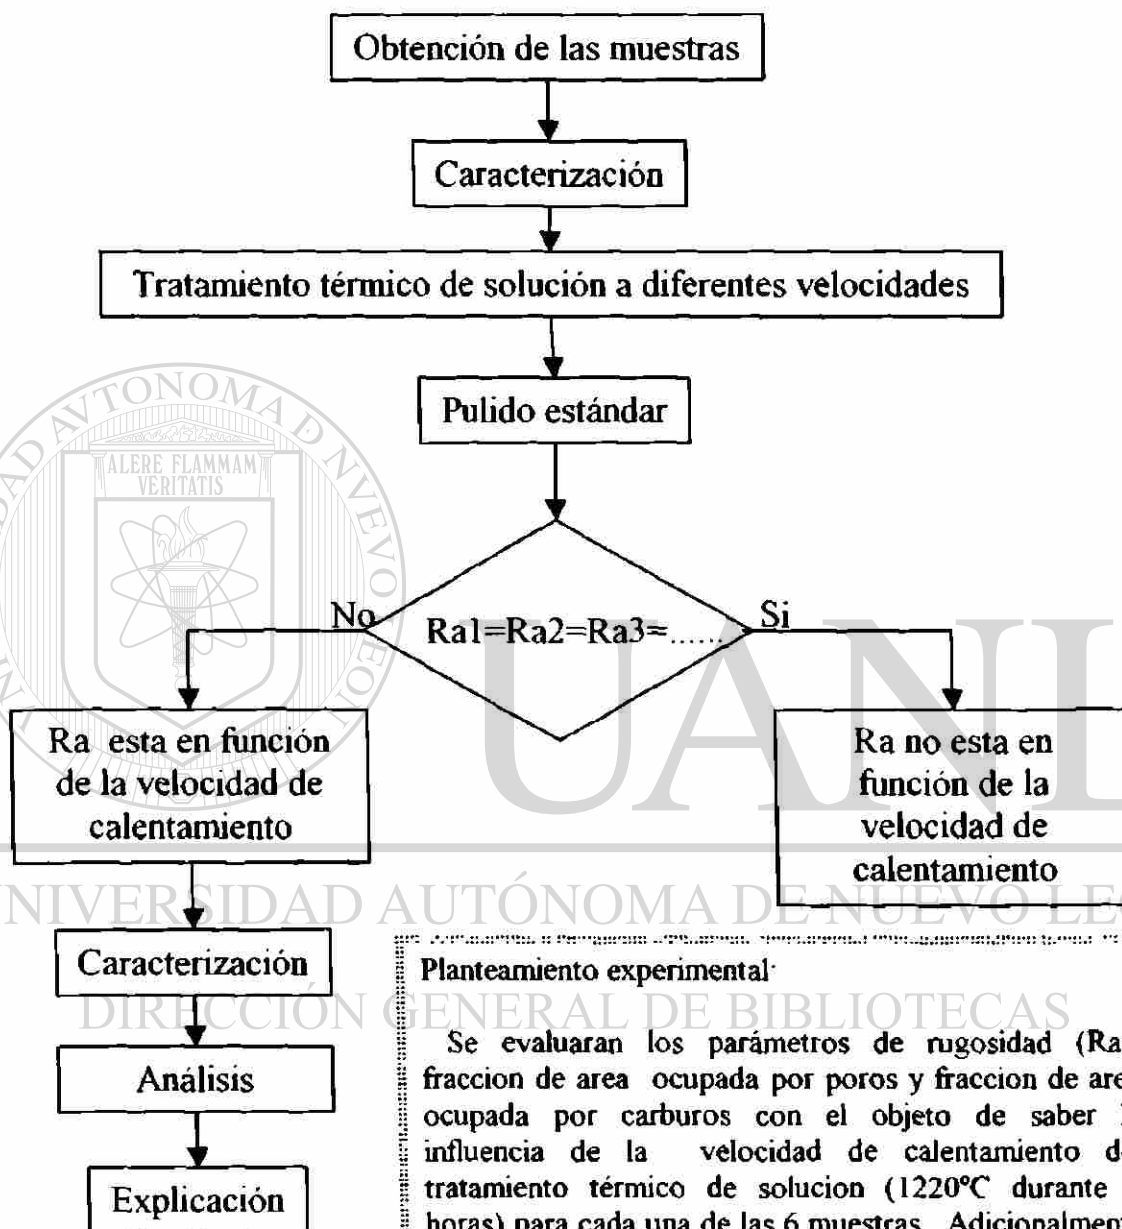 Obtención de las muestras
Caracterización
Tratamiento térmico de solución a diferentes velocidades
Pulido estándar
No
Ra1=Ra2=Ra3=......
Si
Ra esta en función
de la velocidad de
calentamiento
Ra no esta en
función de la
velocidad de
calentamiento
Caracterización
Análisis
Explicación
Planteamiento experimental
Se evaluaran los parámetros de rugosidad (Ra
fraccion de area ocupada por poros y fraccion de are
ocupada por carburos con el objeto de saber
influencia de la velocidad de calentamiento d
tratamiento térmico de solucion (1220°C durante
horas) para cada una de las 6 muestras. Adicionalmen
ALERE FLAMMAM
VERITATIS
UANL
UNIVERSIDAD AUTÓNOMA DE NUEVO LE
DIRECCIÓN GENERAL DE BIBLIOTECAS